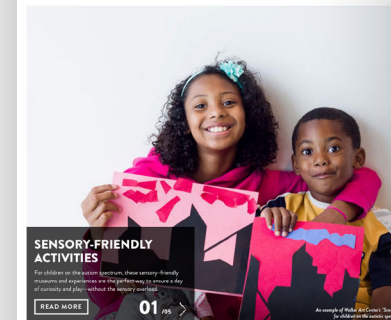 SENSORY-FRIENDLY
ACTIVITIES
For children on the autism spectrum, these sensory-friendly
museums and experiences are the perfect way to ensure a day
of curiosity and play—without the sensory overload.
READ MORE
01 /05
An example of Walker Art Center's
for children on the autistic